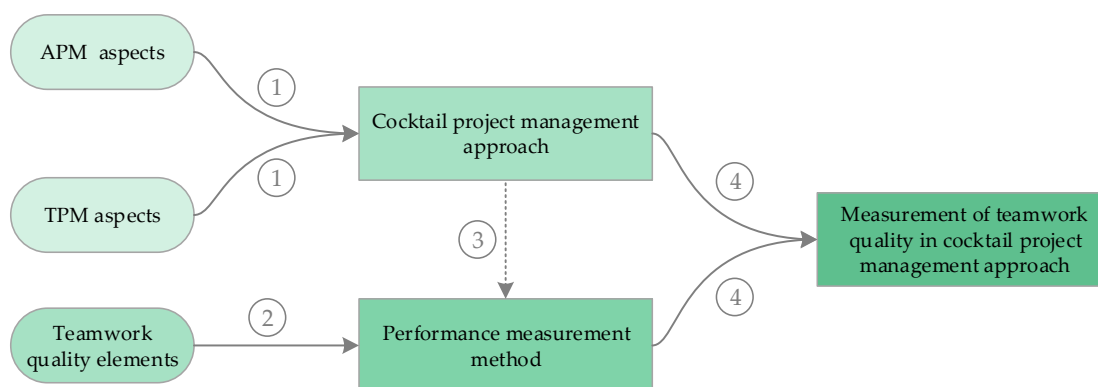 APM aspects
1
Cocktail project management
approach
1
TPM aspects
4
3
Measurement of teamwork
quality in cocktail project
management approach
4
2
Teamwork
quality elements
Performance measurement
method